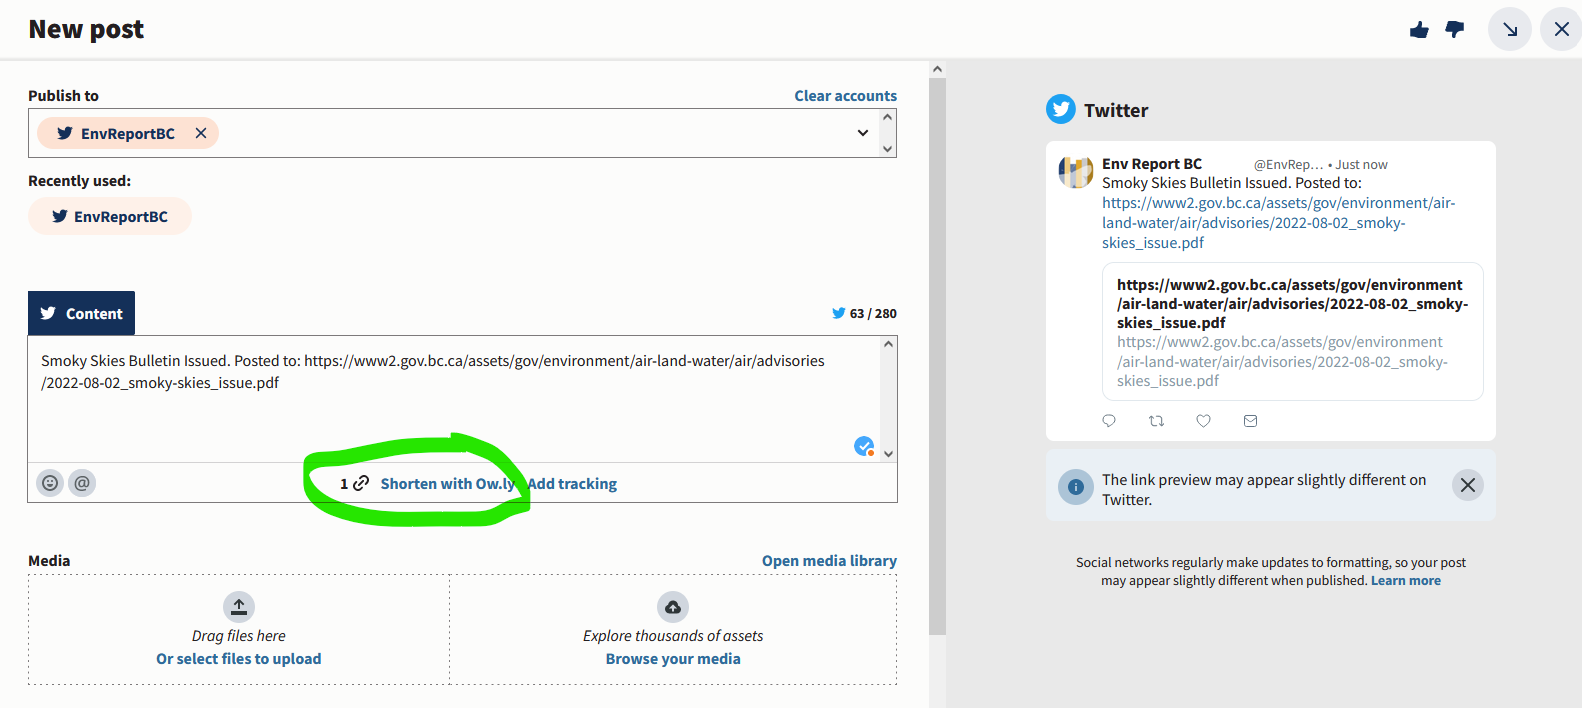 New post
Publish to
Clear accounts
EnvReportBC
Recently used:
EnvReportBC
Content
63 / 280
Smoky Skies Bulletin Issued. Posted to: https://www2.gov.bc.ca/assets/gov/environment/air-land-water/air/advisories
/2022-08-02_smoky-skies_issue.pdf
@
1 Shorten with Ow.ly Add tracking
Media
Open media library
Drag files here
Or select files to upload
Explore thousands of assets
Browse your media
Twitter
Env Report BC @EnvRep... • Just now
Smoky Skies Bulletin Issued. Posted to:
https://www2.gov.bc.ca/assets/gov/environment/air-
land-water/air/advisories/2022-08-02_smoky-
skies_issue.pdf
https://www2.gov.bc.ca/assets/gov/environment
/air-land-water/air/advisories/2022-08-02_smoky-
skies_issue.pdf
https://www2.gov.bc.ca/assets/gov/environment
/air-land-water/air/advisories/2022-08-02_smoky-
skies_issue.pdf
The link preview may appear slightly different on
Twitter.
Social networks regularly make updates to formatting, so your post
may appear slightly different when published. Learn more